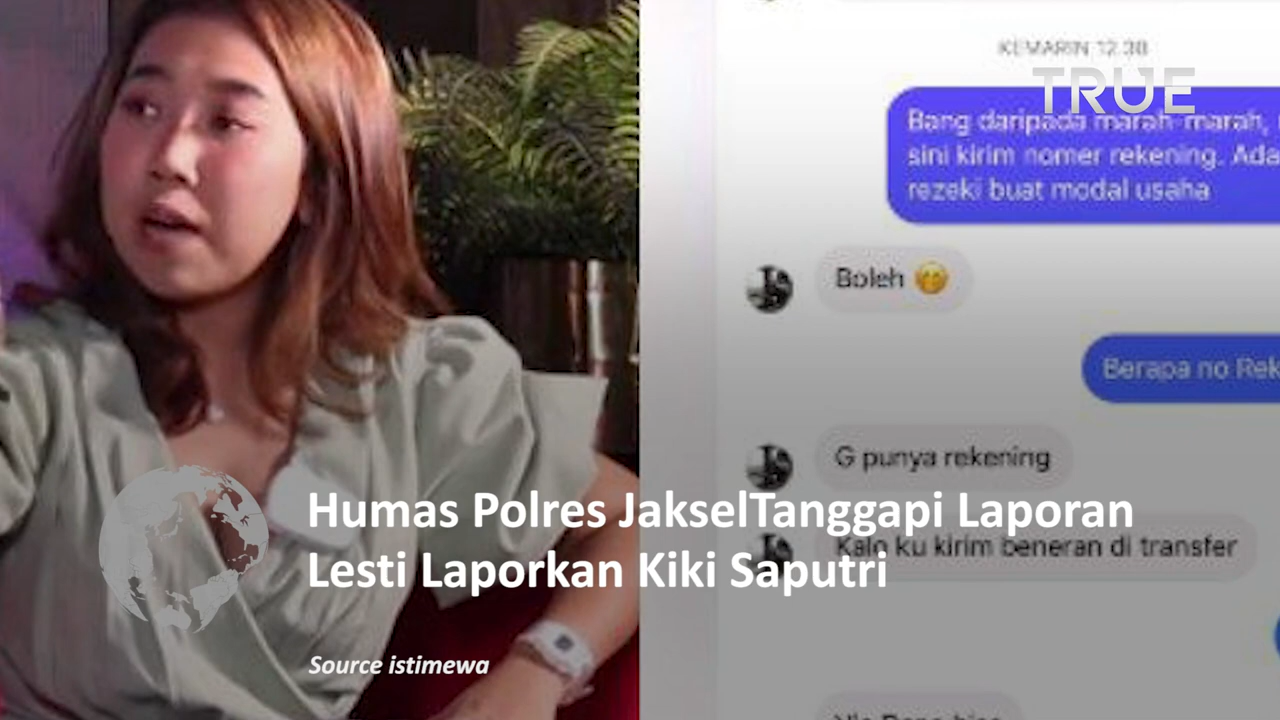 KEMARIN 12.38
TRUE
Bang daripada marah-marah,
sini kirim nomer rekening. Ada
rezeki buat modal usaha
Boleh 🤭
Berapa no Rek
G punya rekening
Kalo ku kirim beneran di transfer
Humas Polres JakselTanggapi Laporan
Lesti Laporkan Kiki Saputri
Source istimewa